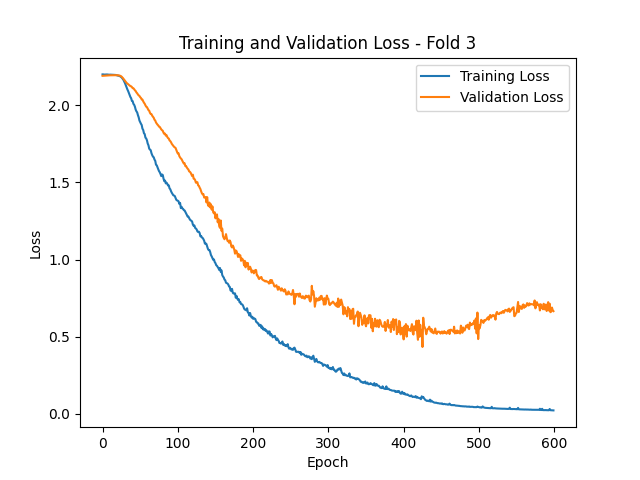 Training and Validation Loss - Fold 3
Training Loss
Validation Loss
Loss
2.0
1.5
1.0
0.5
0.0
0 100 200 300 400 500 600
Epoch